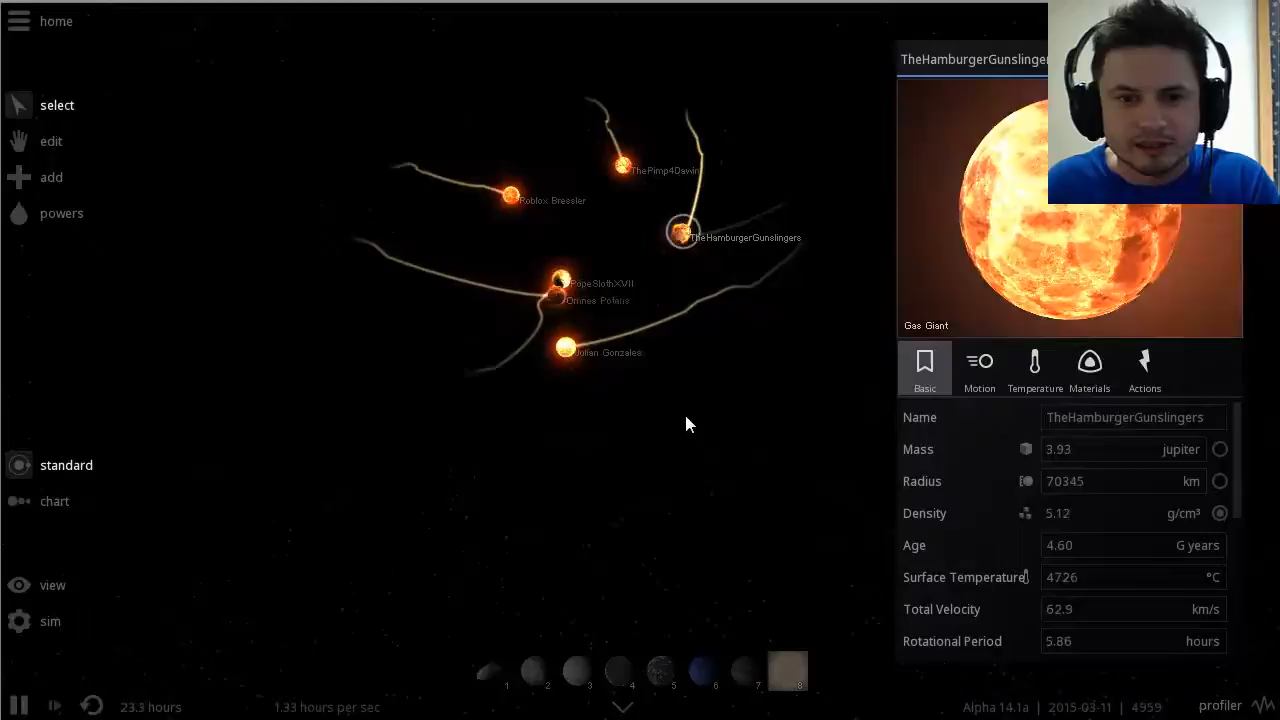 home
select
edit
add
powers
standard
chart
view
sim
23.3 hours
1.33 hours per sec
ThePimp4Dawin
Roblox Bressler
TheHamburgerGunslingers
PopeSlothXVII
Omnes Potens
Julian Gonzales
1 2 3 4 5 6 7 8
TheHamburgerGunslinger
Gas Giant
Basic Motion Temperature Materials Actions
Name TheHamburgerGunslingers
Mass 3.93 jupiter
Radius 70345 km
Density 5.12 g/cm³
Age 4.60 G years
Surface Temperature 4726 °C
Total Velocity 62.9 km/s
Rotational Period 5.86 hours
Alpha 14.1a | 2015-03-11 | 4959 profiler